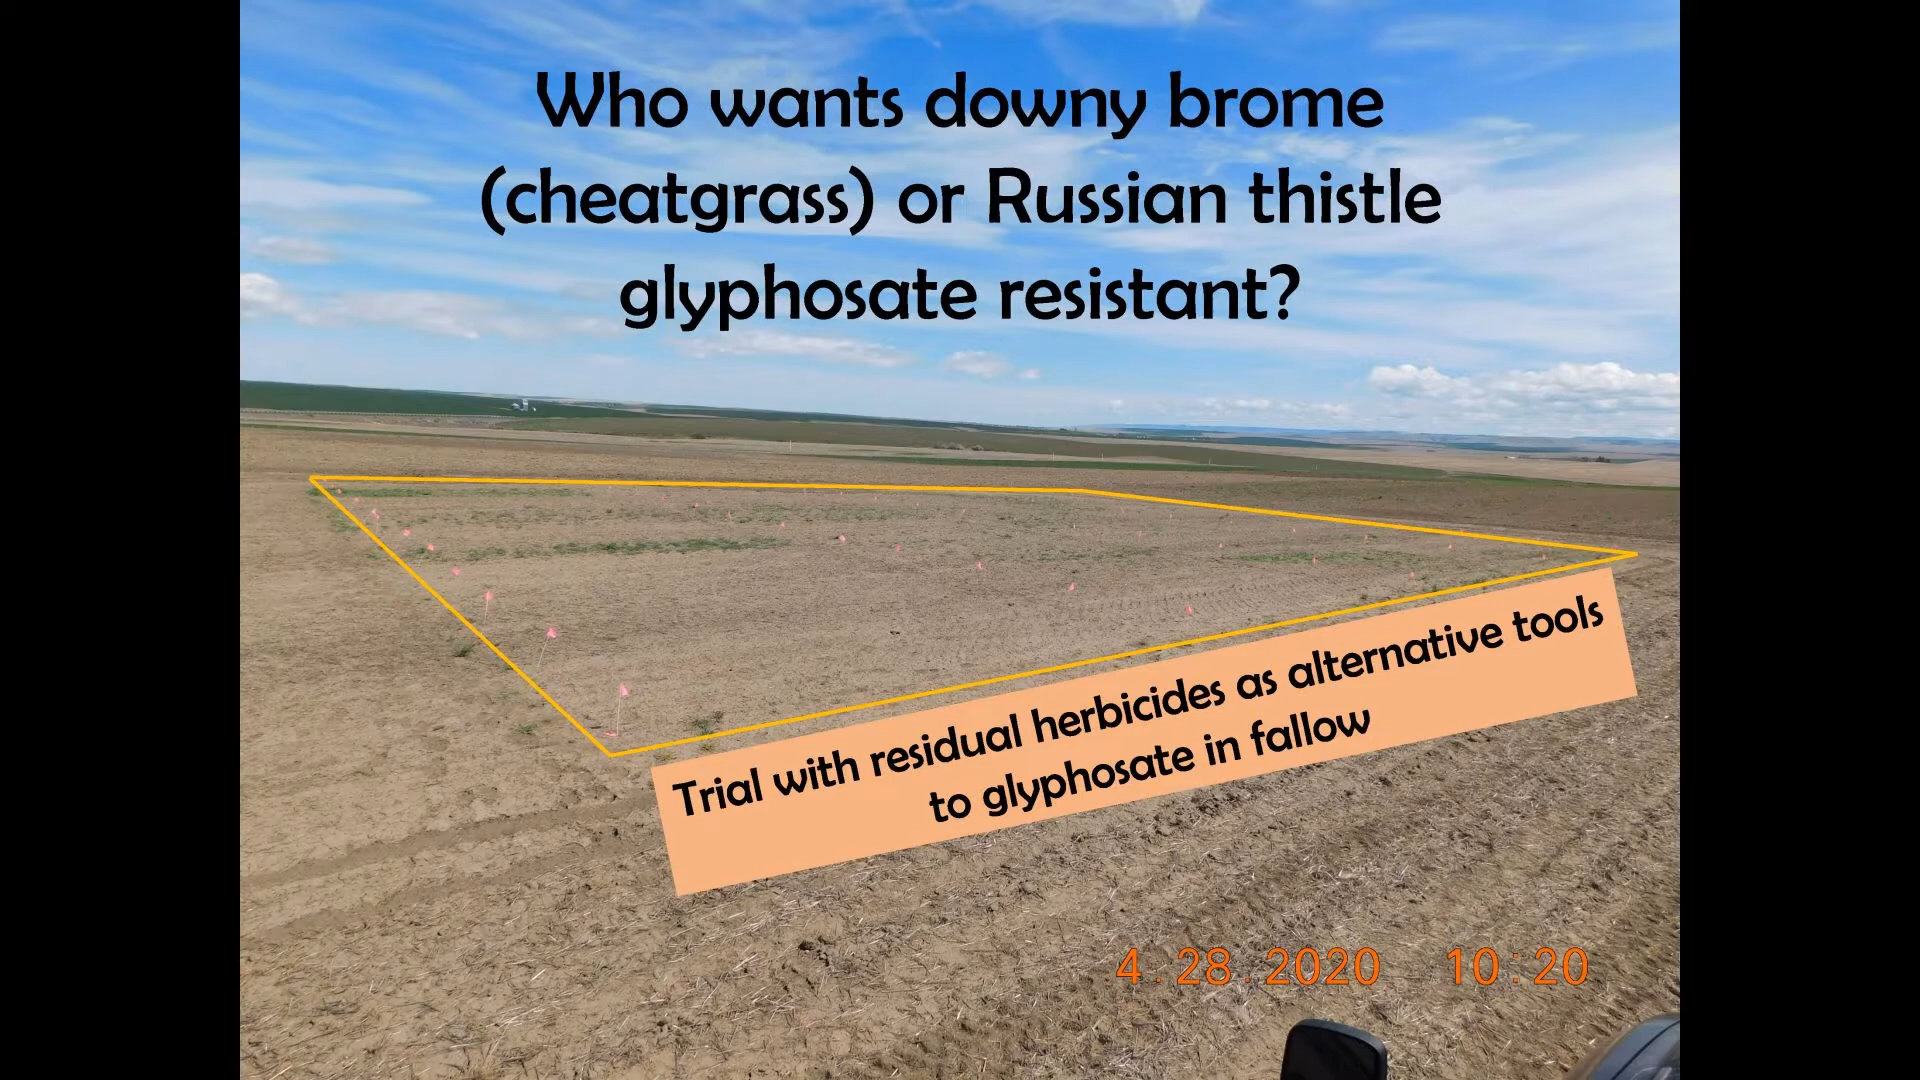 Who wants downy brome
(cheatgrass) or Russian thistle
glyphosate resistant?
Trial with residual herbicides as alternative tools
to glyphosate in fallow
4.28.2020 10:20